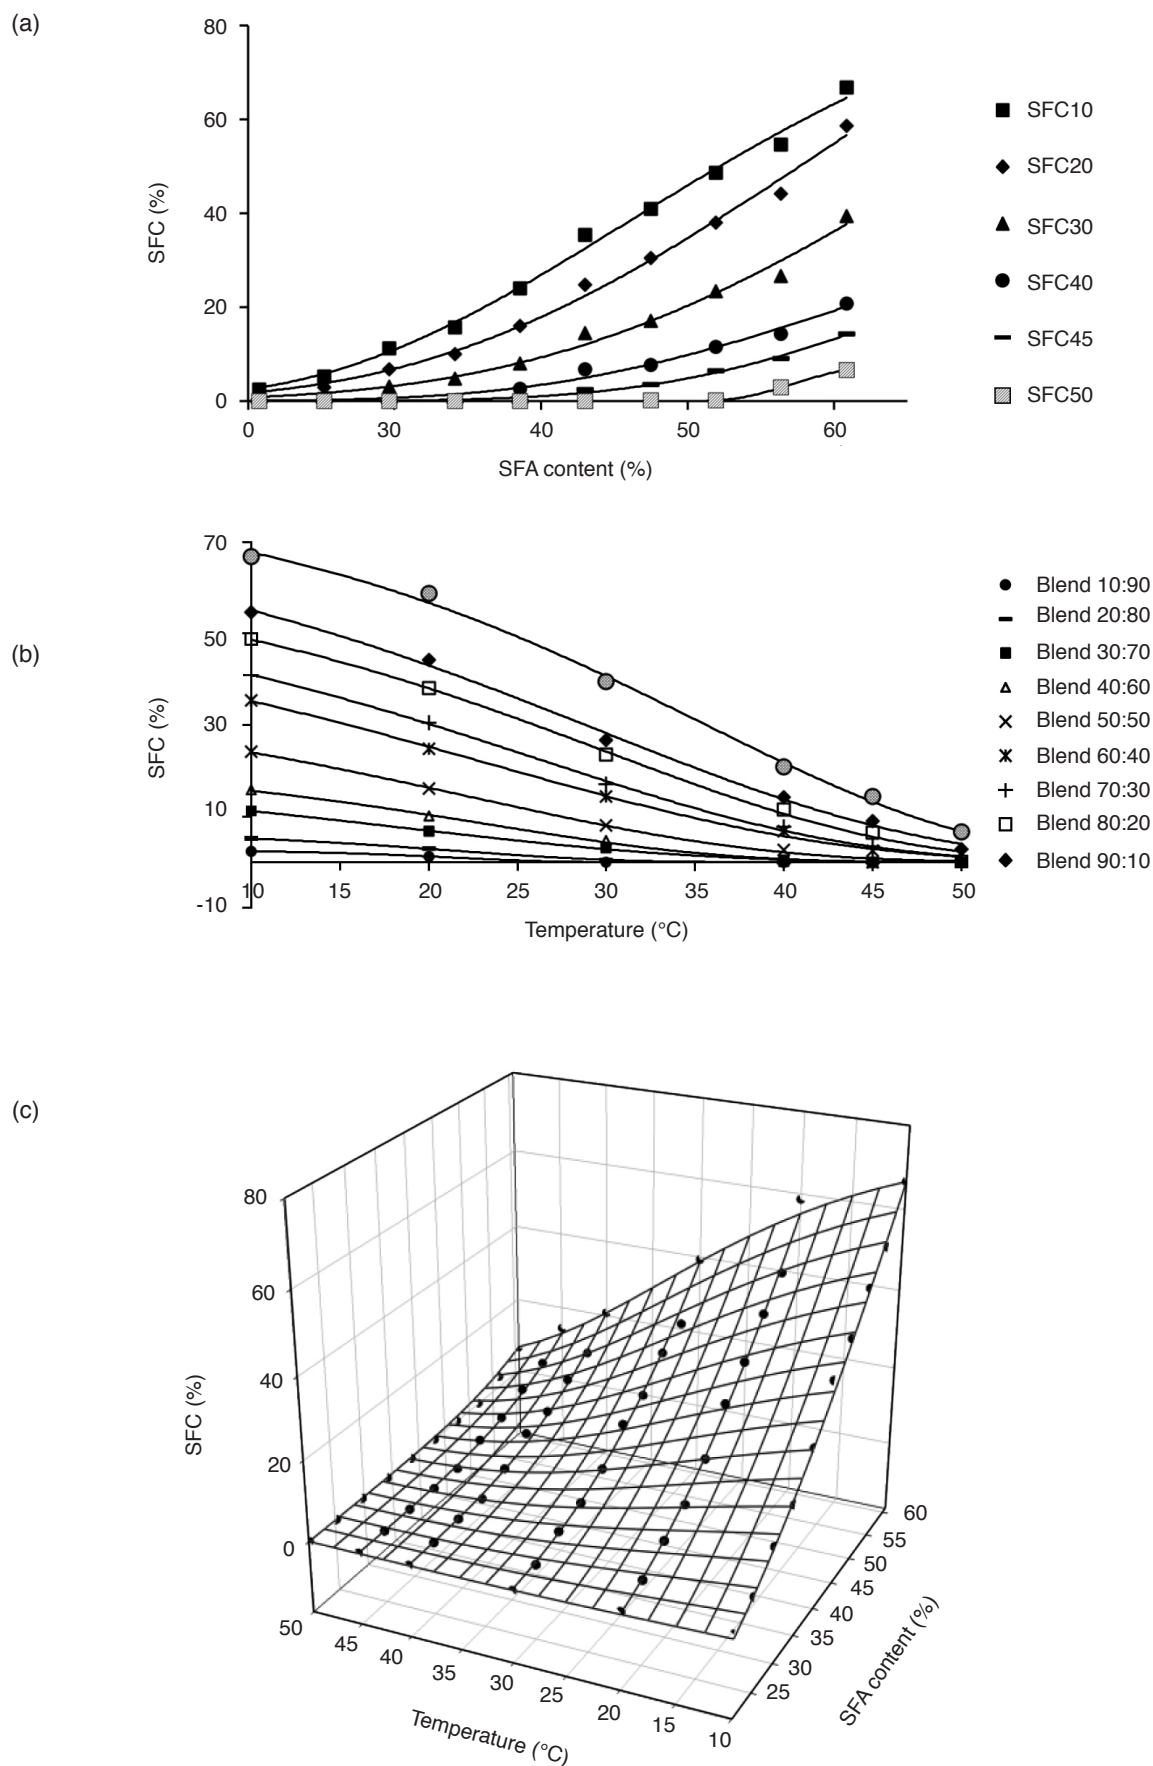 (a)
80
60
40
20
0
SFC (%)
0 30 40 50 60
SFA content (%)
SFC10
SFC20
SFC30
SFC40
SFC45
SFC50
(b)
70
50
30
10
-10
SFC (%)
10 15 20 25 30 35 40 45 50
Temperature (°C)
Blend 10:90
Blend 20:80
Blend 30:70
Blend 40:60
Blend 50:50
Blend 60:40
Blend 70:30
Blend 80:20
Blend 90:10
(c)
80
60
40
20
0
SFC (%)
50 45 40 35 30 25 20 15 10
Temperature (°C)
60
55
50
45
40
35
30
25
SFA content (%)